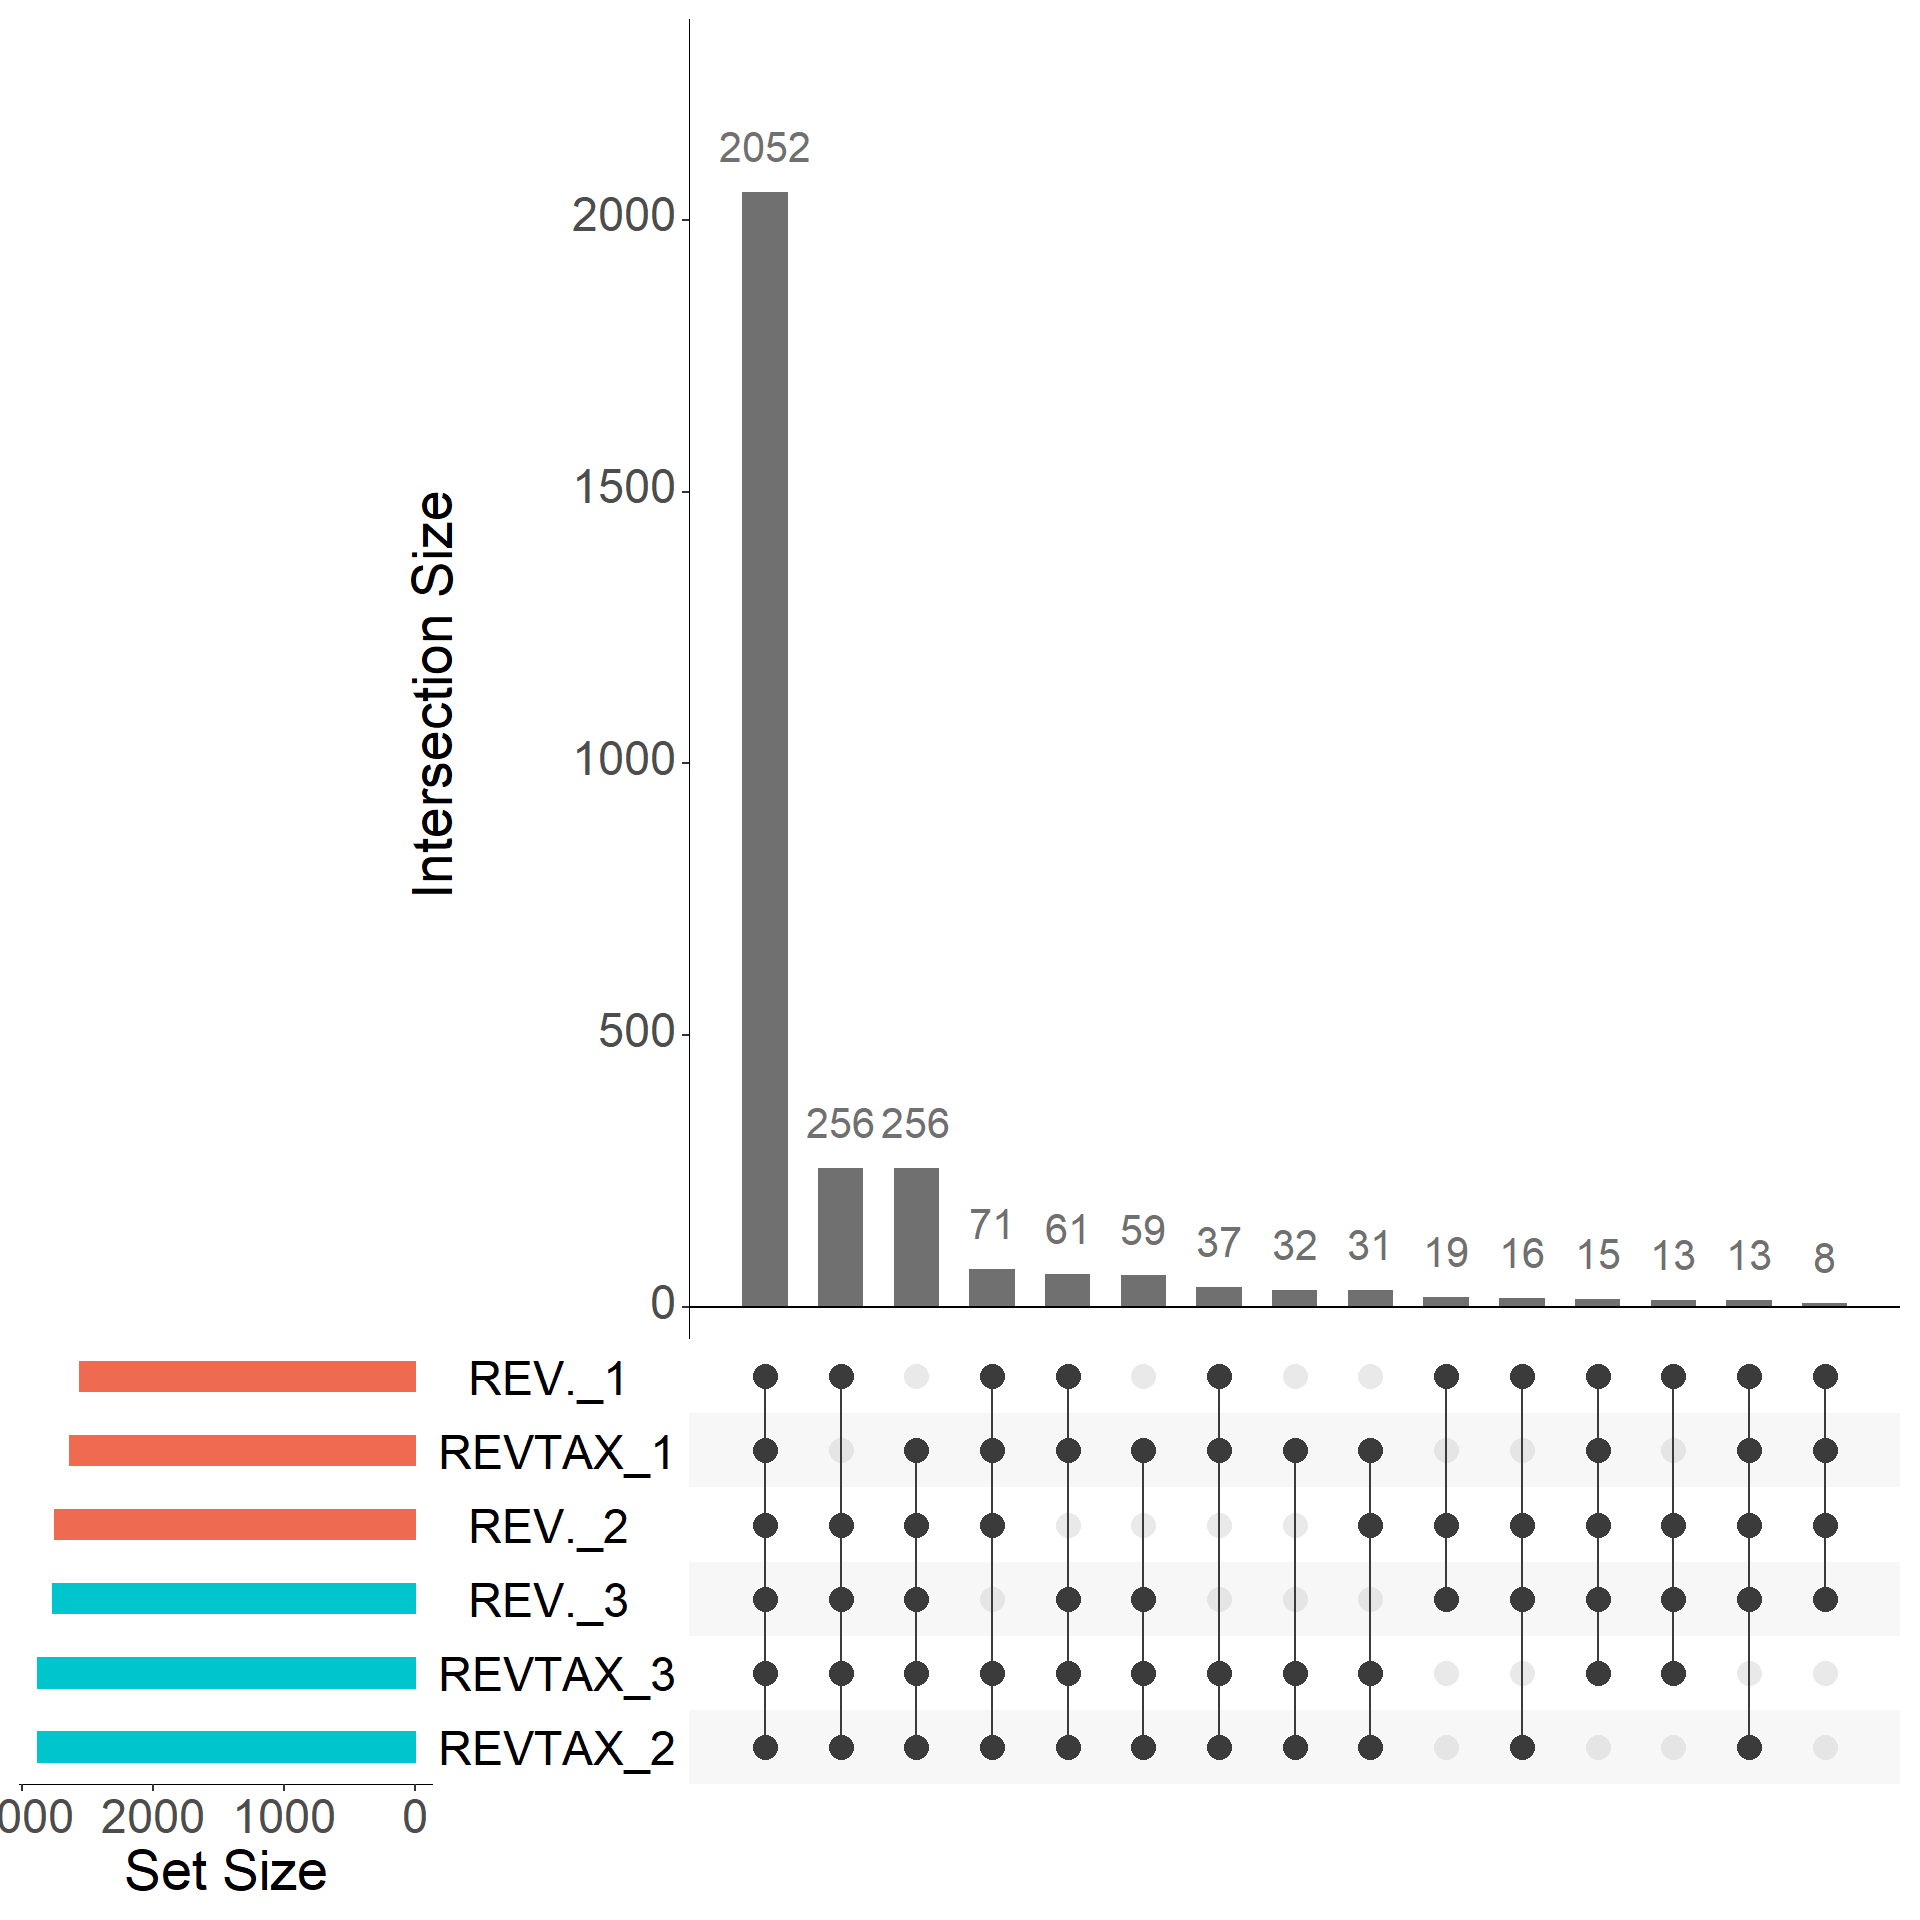 2052
2000
1500
1000
500
0
Intersection Size
256 256
71 61 59 37 32 31 19 16 15 13 13 8
REV._1
REVTAX_1
REV._2
REV._3
REVTAX_3
REVTAX_2
000 2000 1000 0
Set Size